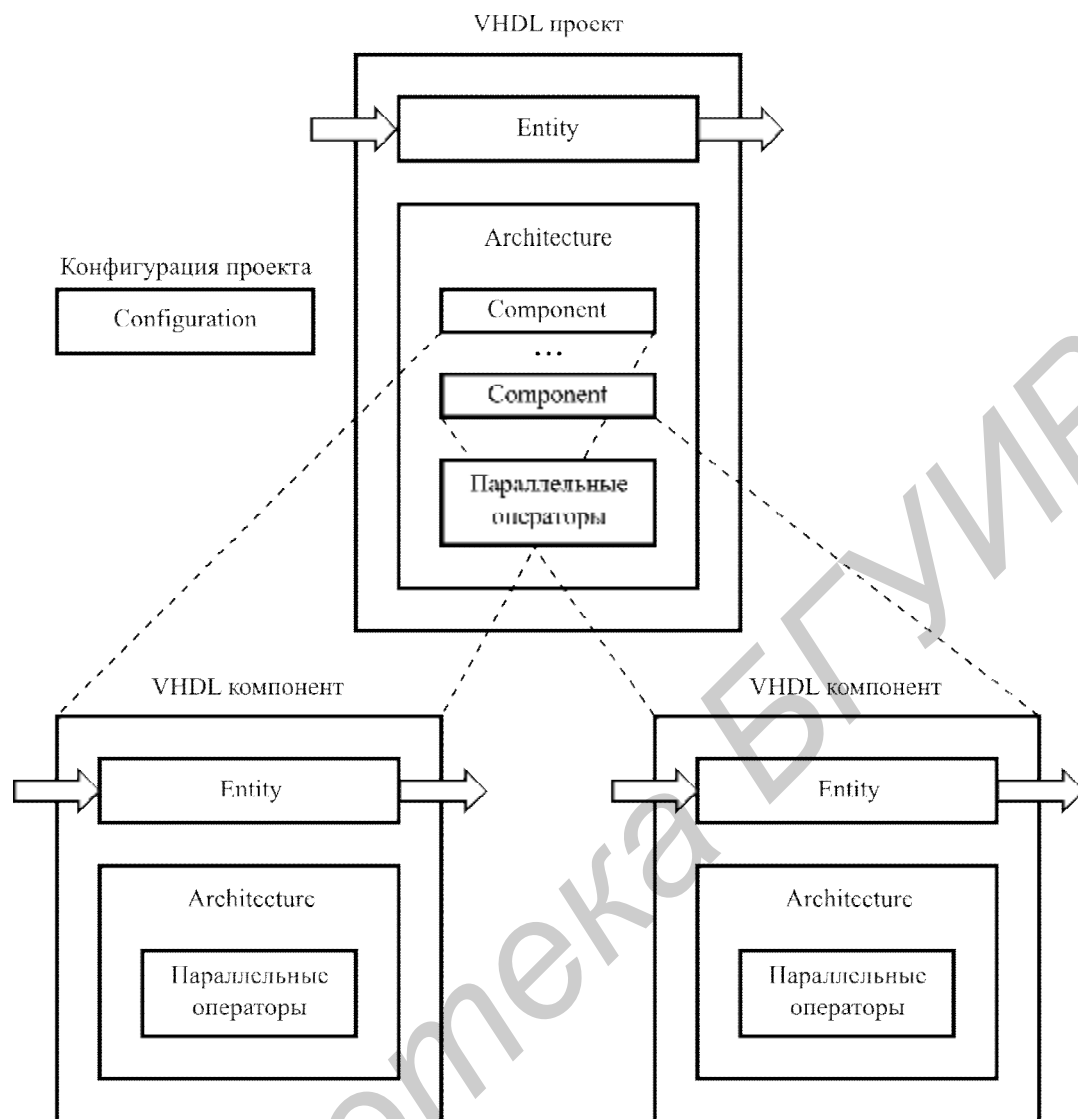 VHDL проект
Entity
Architecture
Конфигурация проекта
Configuration
Component
...
Component
Параллельные
операторы
VHDL компонент
VHDL компонент
Entity
Entity
Architecture
Architecture
Параллельные
операторы
Параллельные
операторы
БГУИР